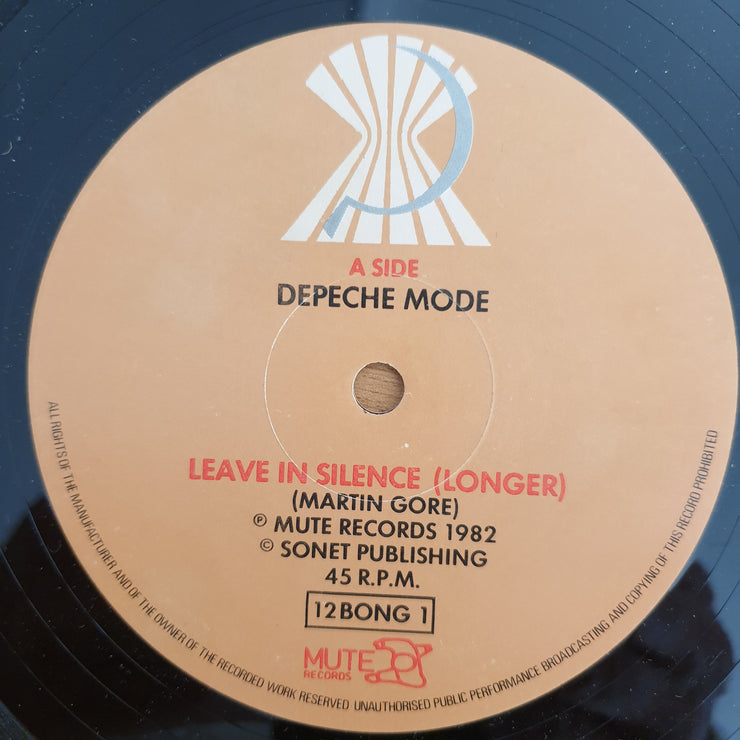 A SIDE
DEPECHE MODE
LEAVE IN SILENCE (LONGER)
(MARTIN GORE)
℗ MUTE RECORDS 1982
© SONET PUBLISHING
45 R.P.M.
12 BONG 1
MUTE
RECORDS
ALL RIGHTS OF THE MANUFACTURER AND OF THE OWNER OF THE RECORDED WORK RESERVED UNAUTHORISED PUBLIC PERFORMANCE BROADCASTING AND COPYING OF THIS RECORD PROHIBITED